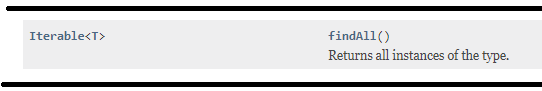 Iterable<T> findAll()
Returns all instances of the type.